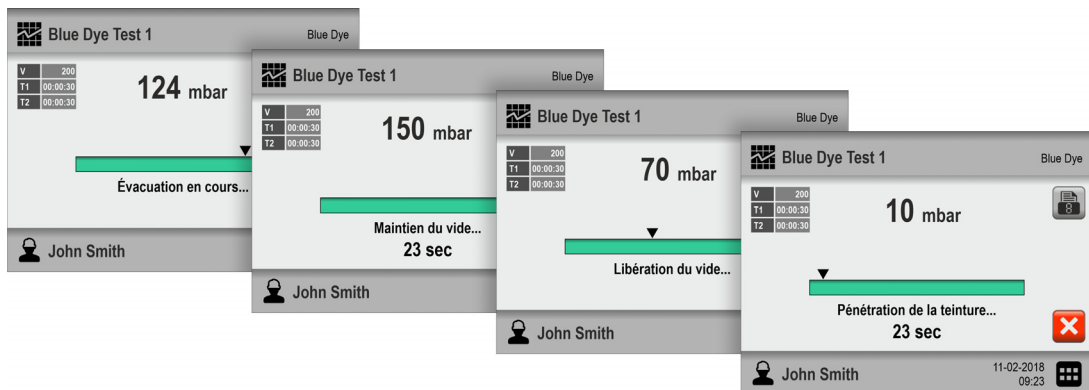 Blue Dye Test 1 Blue Dye
V 200
T1 00:00:30
T2 00:00:30
124 mbar
Évacuation en cours...
John Smith
Blue Dye Test 1 Blue Dye
V 200
T1 00:00:30
T2 00:00:30
150 mbar
Maintien du vide...
23 sec
John Smith
Blue Dye Test 1 Blue Dye
V 200
T1 00:00:30
T2 00:00:30
70 mbar
Libération du vide...
John Smith
Blue Dye Test 1 Blue Dye
V 200
T1 00:00:30
T2 00:00:30
10 mbar
8
Pénétration de la teinture...
23 sec
John Smith
11-02-2018
09:23